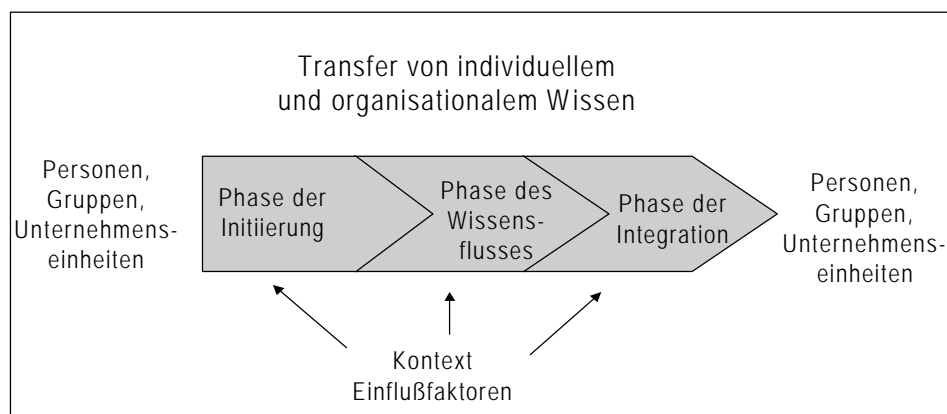 Transfer von individuellem
und organisationalem Wissen
Personen,
Gruppen,
Unternehmens-
einheiten
Phase der
Initiierung
Phase des
Wissens-
flusses
Phase der
Integration
Personen,
Gruppen,
Unternehmens-
einheiten
Kontext
Einflußfaktoren